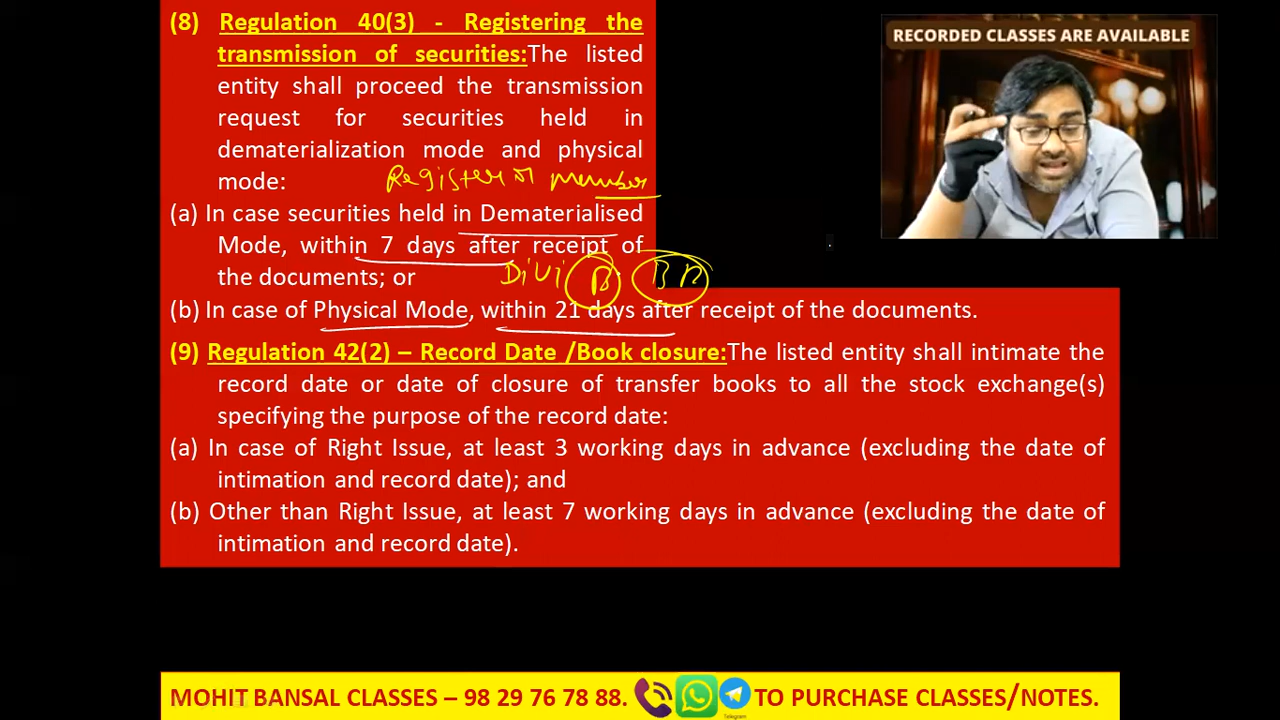 RECORDED CLASSES ARE AVAILABLE
(8) Regulation 40(3) - Registering the
transmission of securities:The listed
entity shall proceed the transmission
request for securities held in
dematerialization mode and physical
mode:
Register of member
(a) In case securities held in Dematerialised
Mode, within 7 days after receipt of
the documents; or
Divi B BR
(b) In case of Physical Mode, within 21 days after receipt of the documents.
(9) Regulation 42(2) – Record Date /Book closure:The listed entity shall intimate the
record date or date of closure of transfer books to all the stock exchange(s)
specifying the purpose of the record date:
(a) In case of Right Issue, at least 3 working days in advance (excluding the date of
intimation and record date); and
(b) Other than Right Issue, at least 7 working days in advance (excluding the date of
intimation and record date).
MOHIT BANSAL CLASSES – 98 29 76 78 88. TO PURCHASE CLASSES/NOTES.
Telegram